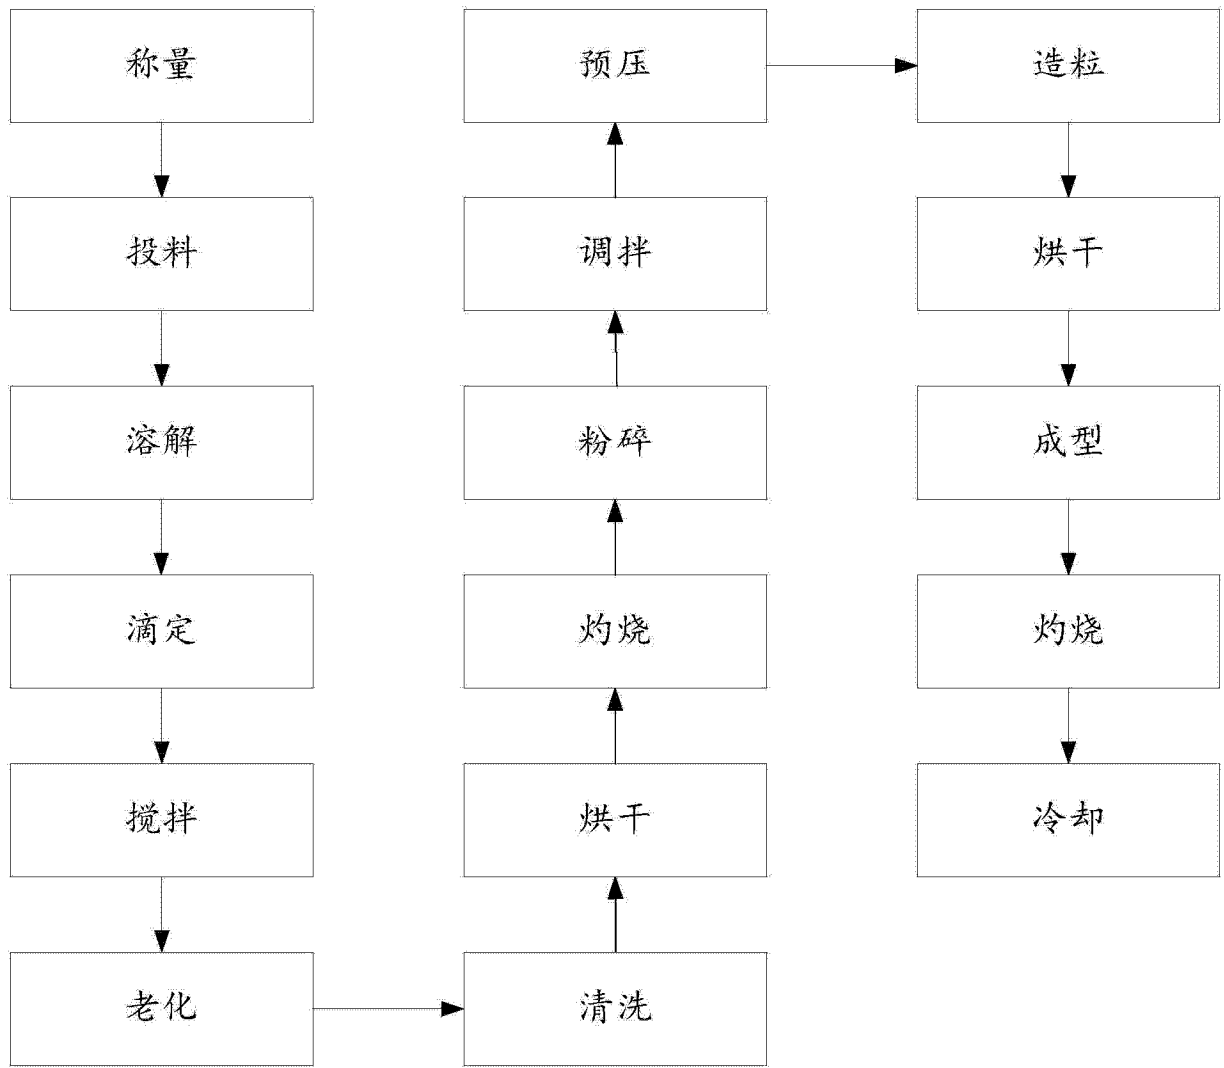 称量
投料
溶解
滴定
搅拌
老化
清洗
烘干
灼烧
粉碎
调拌
预压
造粒
烘干
成型
灼烧
冷却